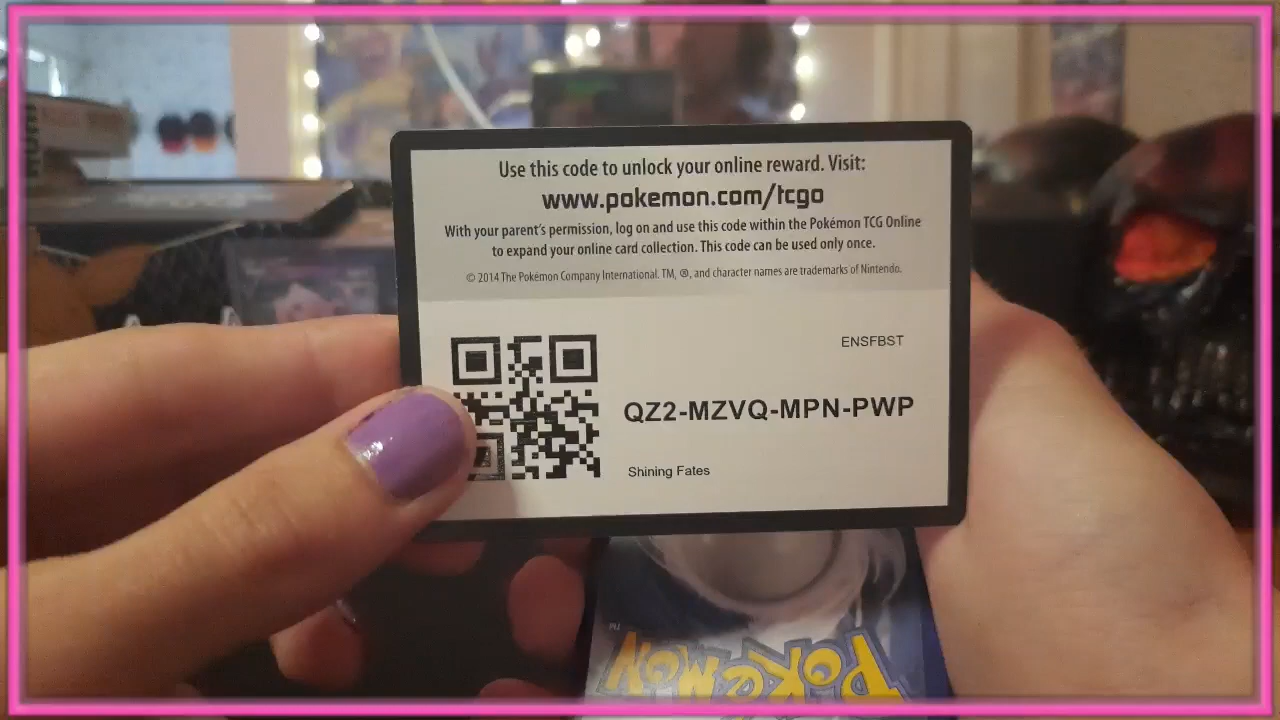 Use this code to unlock your online reward. Visit:
www.pokemon.com/tcgo
With your parent's permission, log on and use this code within the Pokémon TCG Online
to expand your online card collection. This code can be used only once.
© 2014 The Pokémon Company International. TM, ®, and character names are trademarks of Nintendo.
ENSFBST
QZ2-MZVQ-MPN-PWP
Shining Fates
POKéMON